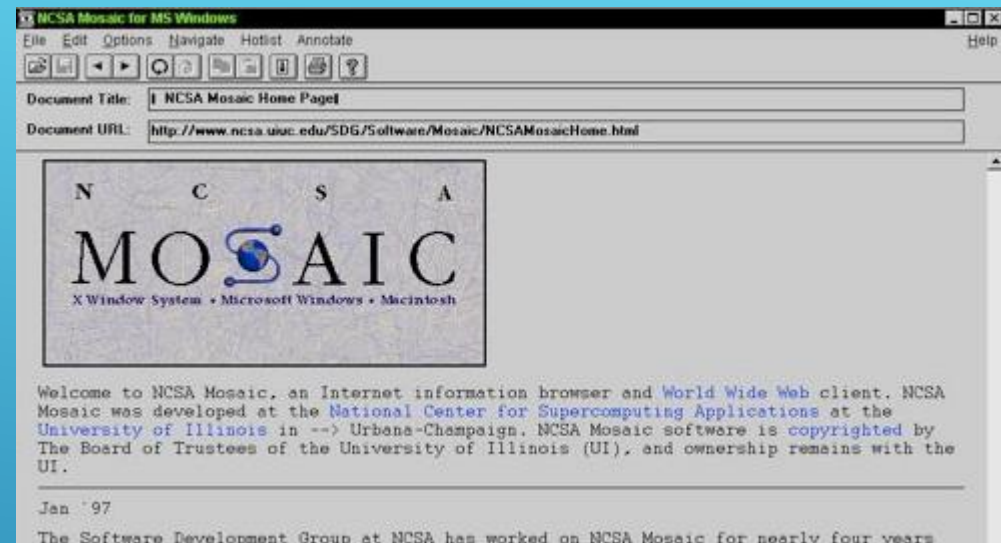 NCSA Mosaic for MS Windows
File Edit Options Navigate Hotlist Annotate Help
Document Title: NCSA Mosaic Home Page
Document URL: http://www.ncsa.uiuc.edu/SDG/Software/Mosaic/NCSAMosaicHome.html
N C S A
MOSAIC
X Window System • Microsoft Windows • Macintosh
Welcome to NCSA Mosaic, an Internet information browser and World Wide Web client. NCSA
Mosaic was developed at the National Center for Supercomputing Applications at the
University of Illinois in --> Urbana-Champaign. NCSA Mosaic software is copyrighted by
The Board of Trustees of the University of Illinois (UI), and ownership remains with the
UI.
Jan `97
The Software Development Group at NCSA has worked on NCSA Mosaic for nearly four years